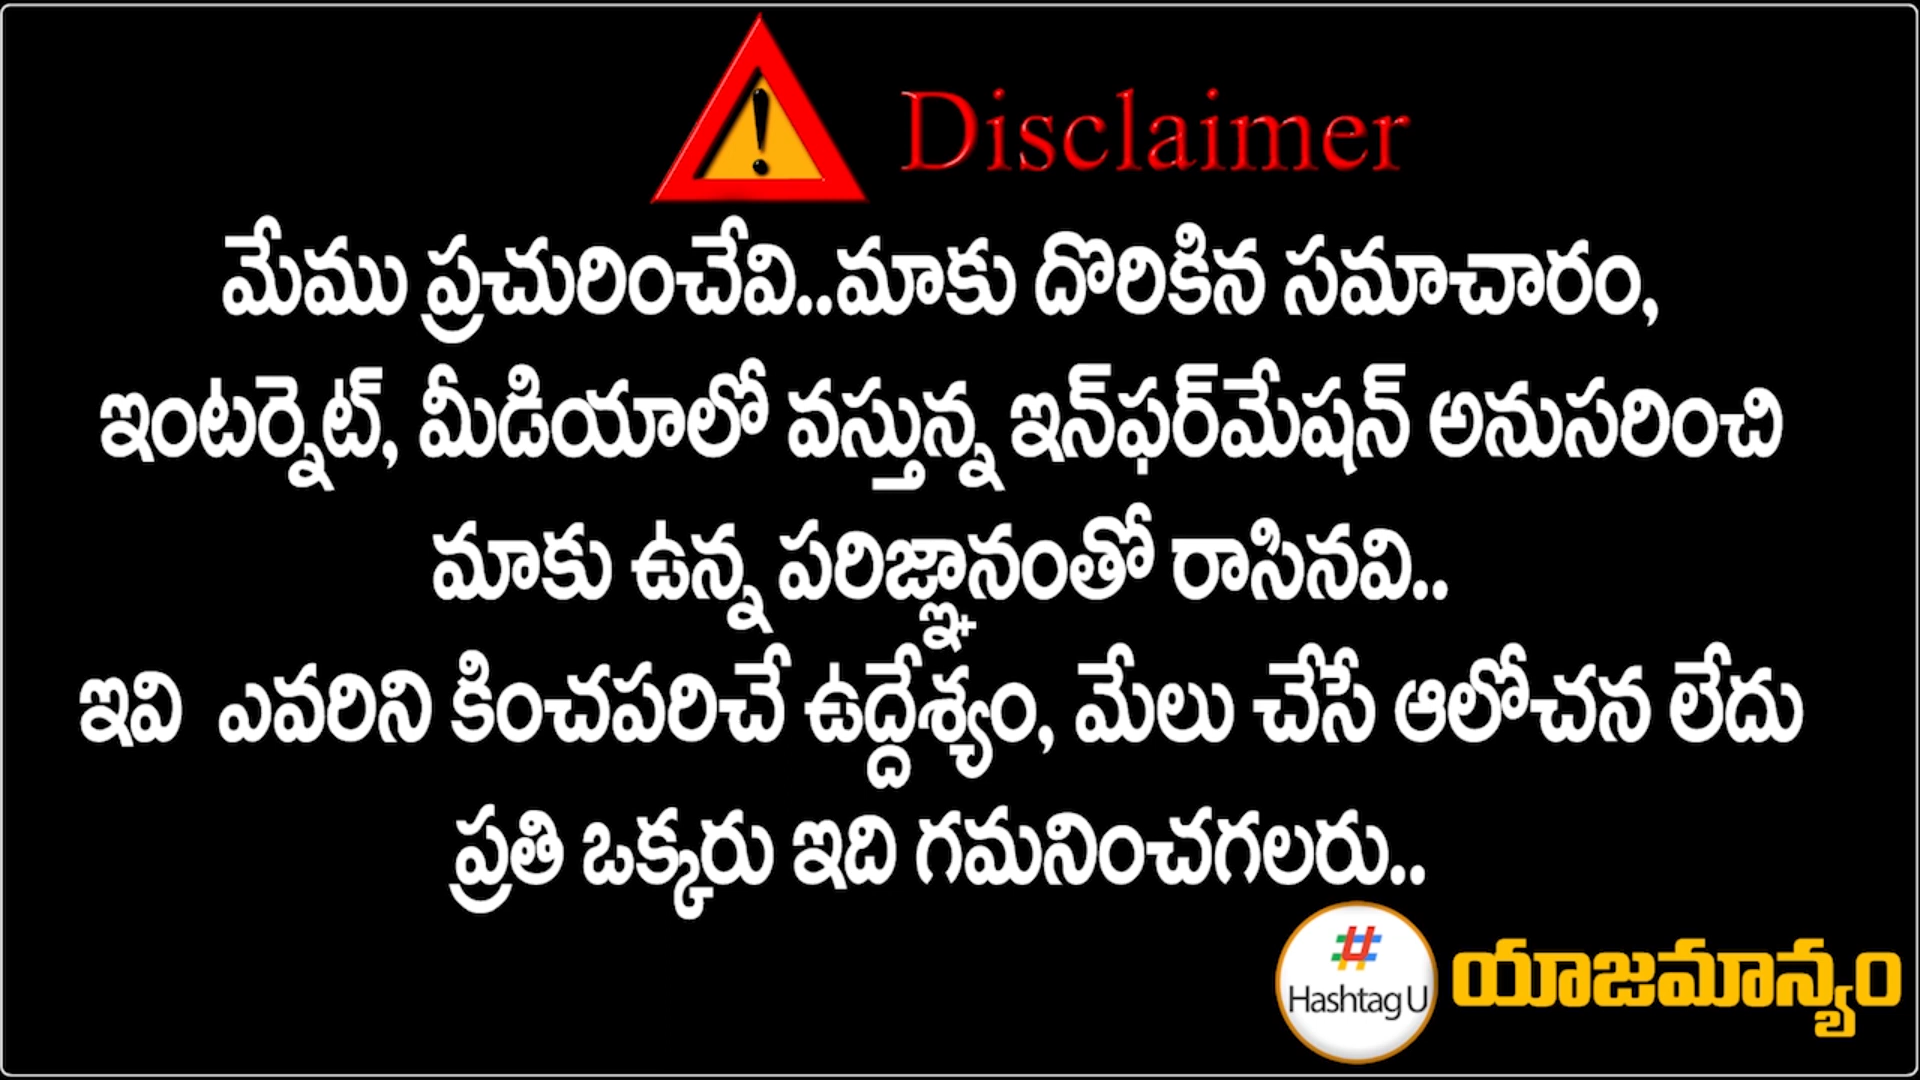 Disclaimer
మేము ప్రచురించేవి..మాకు దొరికిన సమాచారం,
ఇంటర్నెట్, మీడియాలో వస్తున్న ఇన్‌ఫర్‌మేషన్ అనుసరించి
మాకు ఉన్న పరిజ్ఞానంతో రాసినవి..
ఇవి ఎవరిని కించపరిచే ఉద్దేశ్యం, మేలు చేసే ఆలోచన లేదు
ప్రతి ఒక్కరు ఇది గమనించగలరు..
# Hashtag U
యాజమాన్యం